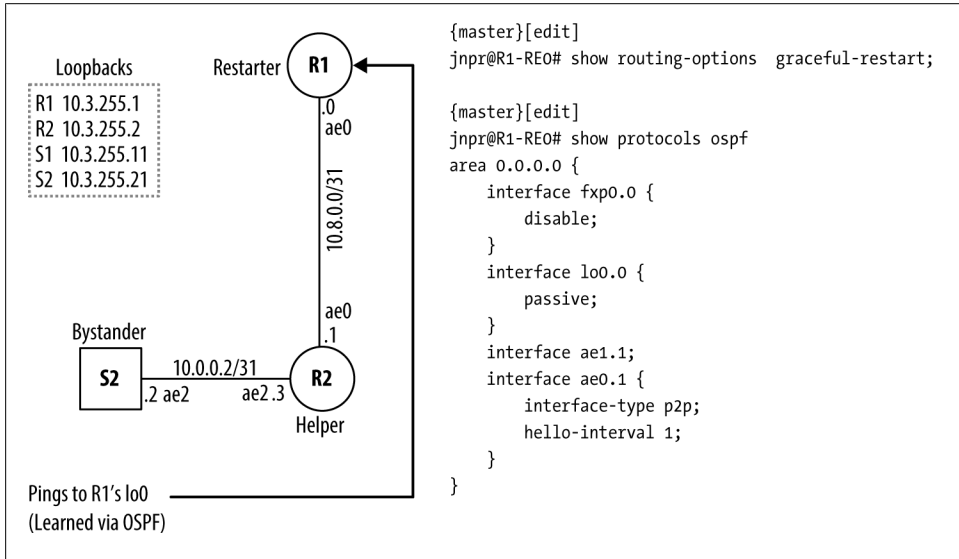 Loopbacks
R1 10.3.255.1
R2 10.3.255.2
S1 10.3.255.11
S2 10.3.255.21
Restarter
R1
.0
ae0
10.8.0.0/31
ae0
.1
Bystander
S2
10.0.0.2/31
.2 ae2
ae2.3
R2
Helper
Pings to R1's lo0
(Learned via OSPF)
{master}[edit]
jnpr@R1-RE0# show routing-options  graceful-restart;
{master}[edit]
jnpr@R1-RE0# show protocols ospf
area 0.0.0.0 {
    interface fxp0.0 {
        disable;
    }
    interface lo0.0 {
        passive;
    }
    interface ae1.1;
    interface ae0.1 {
        interface-type p2p;
        hello-interval 1;
    }
}